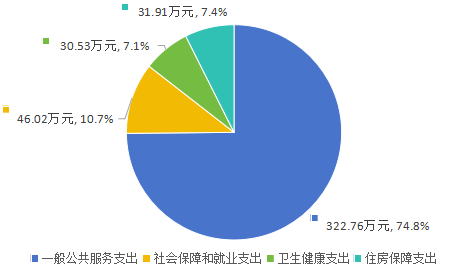 31.91万元, 7.4%
30.53万元, 7.1%
46.02万元, 10.7%
322.76万元, 74.8%
一般公共服务支出 社会保障和就业支出 卫生健康支出 住房保障支出